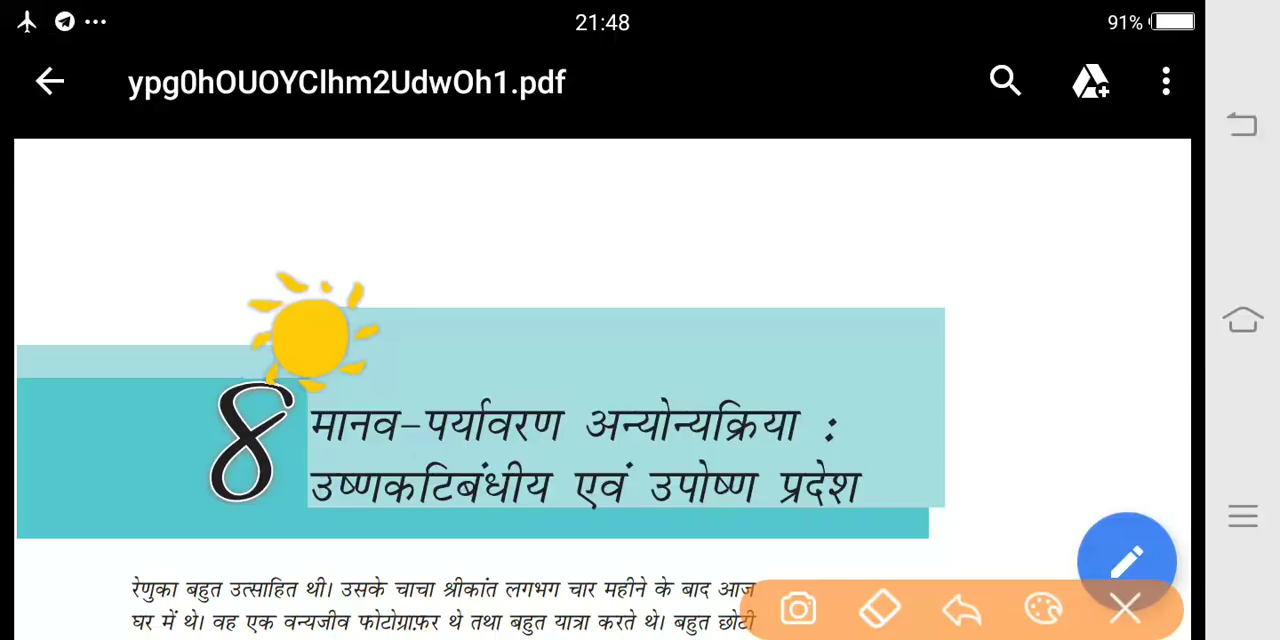 21:48
91%
ypg0hOUOYClhm2UdwOh1.pdf
8
मानव-पर्यावरण अन्योन्यक्रिया :
उष्णकटिबंधीय एवं उपोष्ण प्रदेश
रेणुका बहुत उत्साहित थी। उसके चाचा श्रीकांत लगभग चार महीने के बाद आज
घर में थे। वह एक वन्यजीव फोटोग्राफ़र थे तथा बहुत यात्रा करते थे। बहुत छोटी